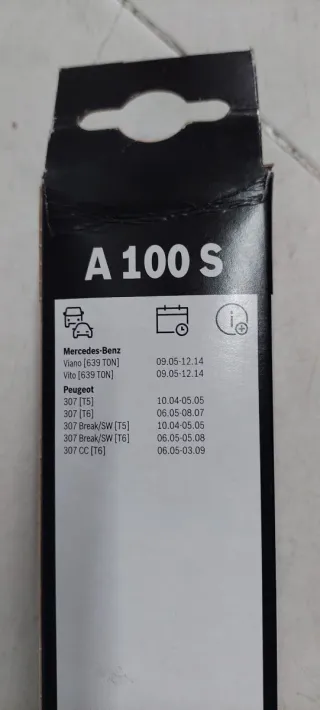 A 100 S
Mercedes-Benz
Viano [639 TON] 09.05-12.14
Vito [639 TON] 09.05-12.14
Peugeot
307 [T5] 10.04-05.05
307 [T6] 06.05-08.07
307 Break/SW [T5] 10.04-05.05
307 Break/SW [T6] 06.05-05.08
307 CC [T6] 06.05-03.09